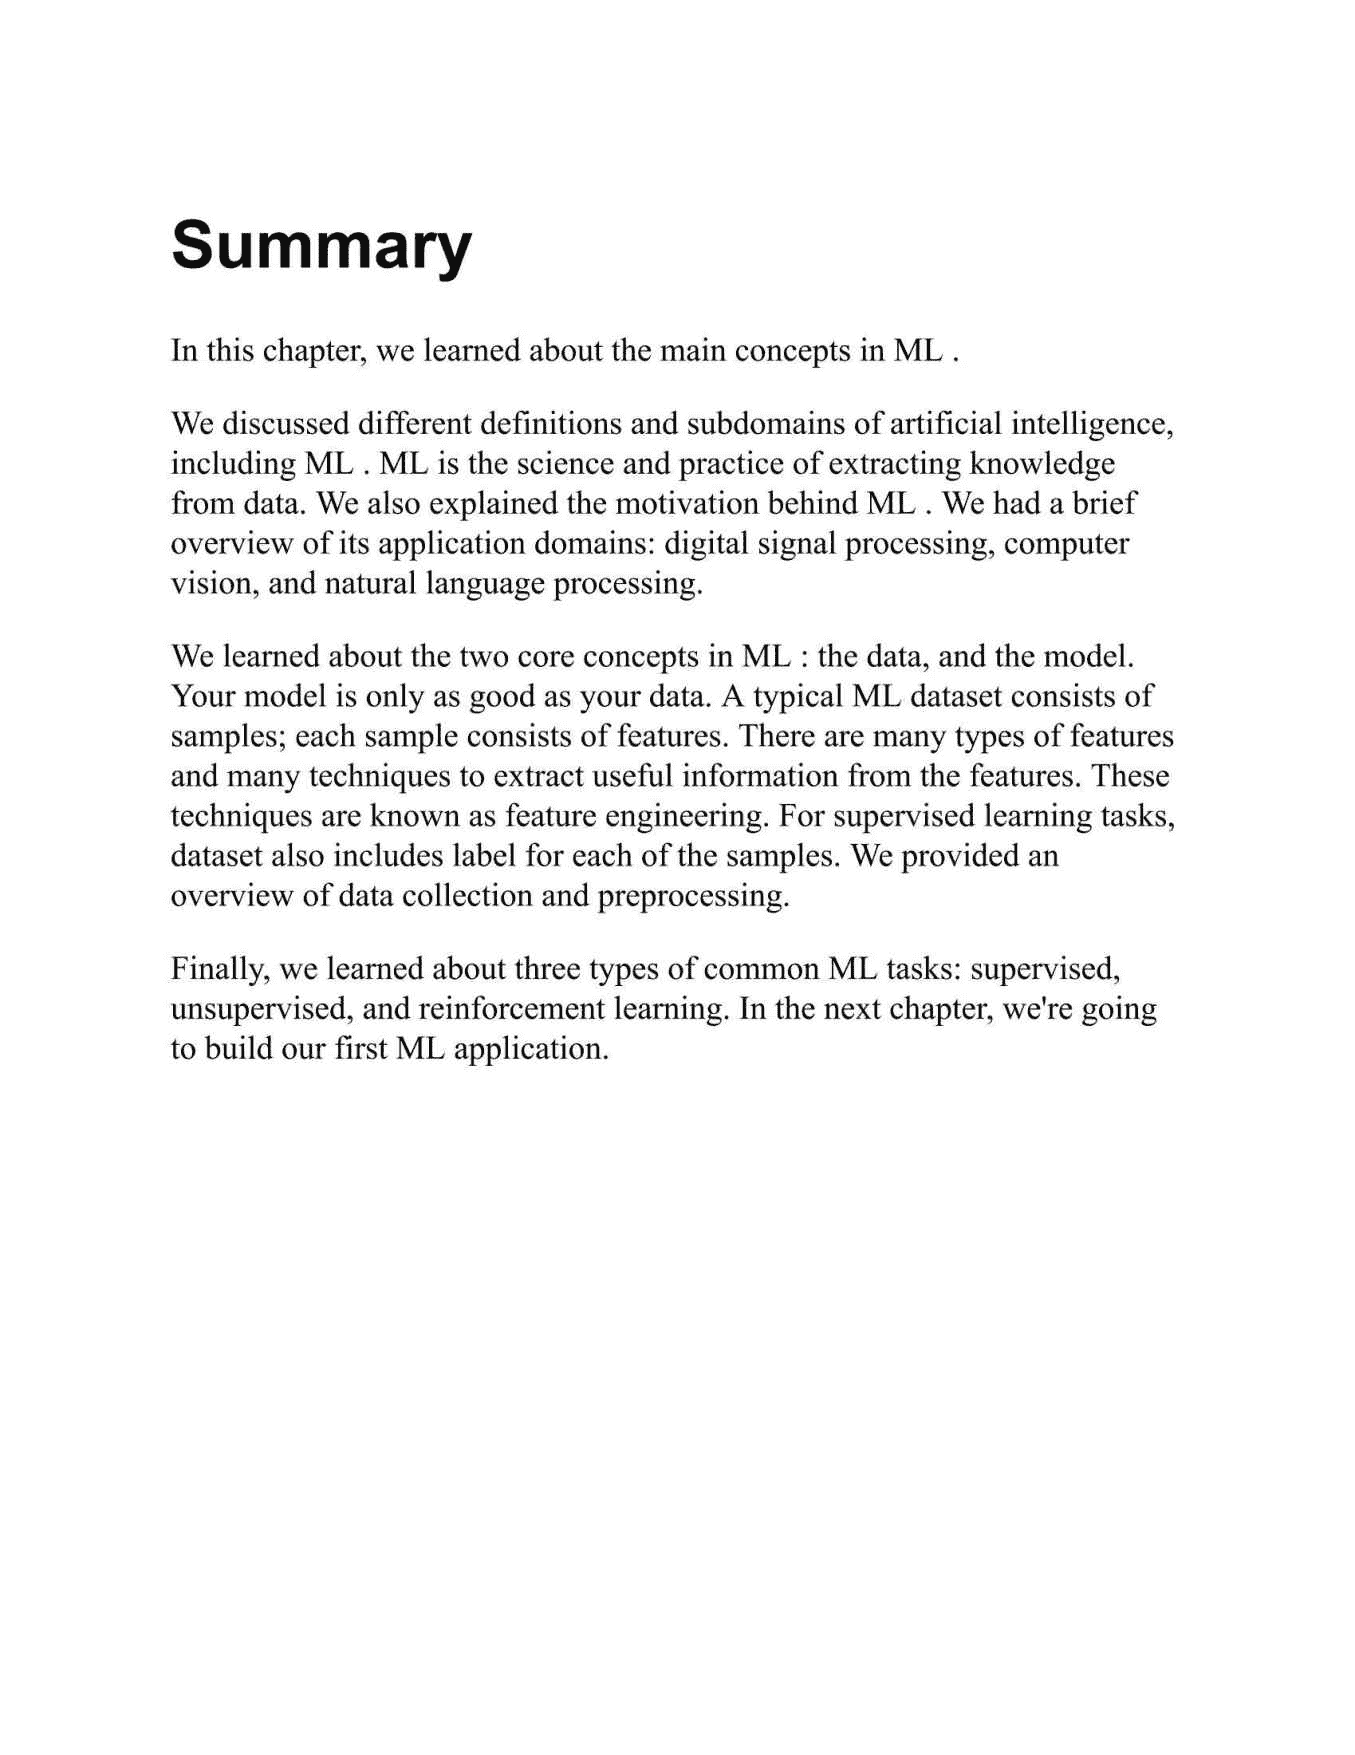 Summary
In this chapter, we learned about the main concepts in ML .
We discussed different definitions and subdomains of artificial intelligence,
including ML . ML is the science and practice of extracting knowledge
from data. We also explained the motivation behind ML . We had a brief
overview of its application domains: digital signal processing, computer
vision, and natural language processing.
We learned about the two core concepts in ML : the data, and the model.
Your model is only as good as your data. A typical ML dataset consists of
samples; each sample consists of features. There are many types of features
and many techniques to extract useful information from the features. These
techniques are known as feature engineering. For supervised learning tasks,
dataset also includes label for each of the samples. We provided an
overview of data collection and preprocessing.
Finally, we learned about three types of common ML tasks: supervised,
unsupervised, and reinforcement learning. In the next chapter, we're going
to build our first ML application.